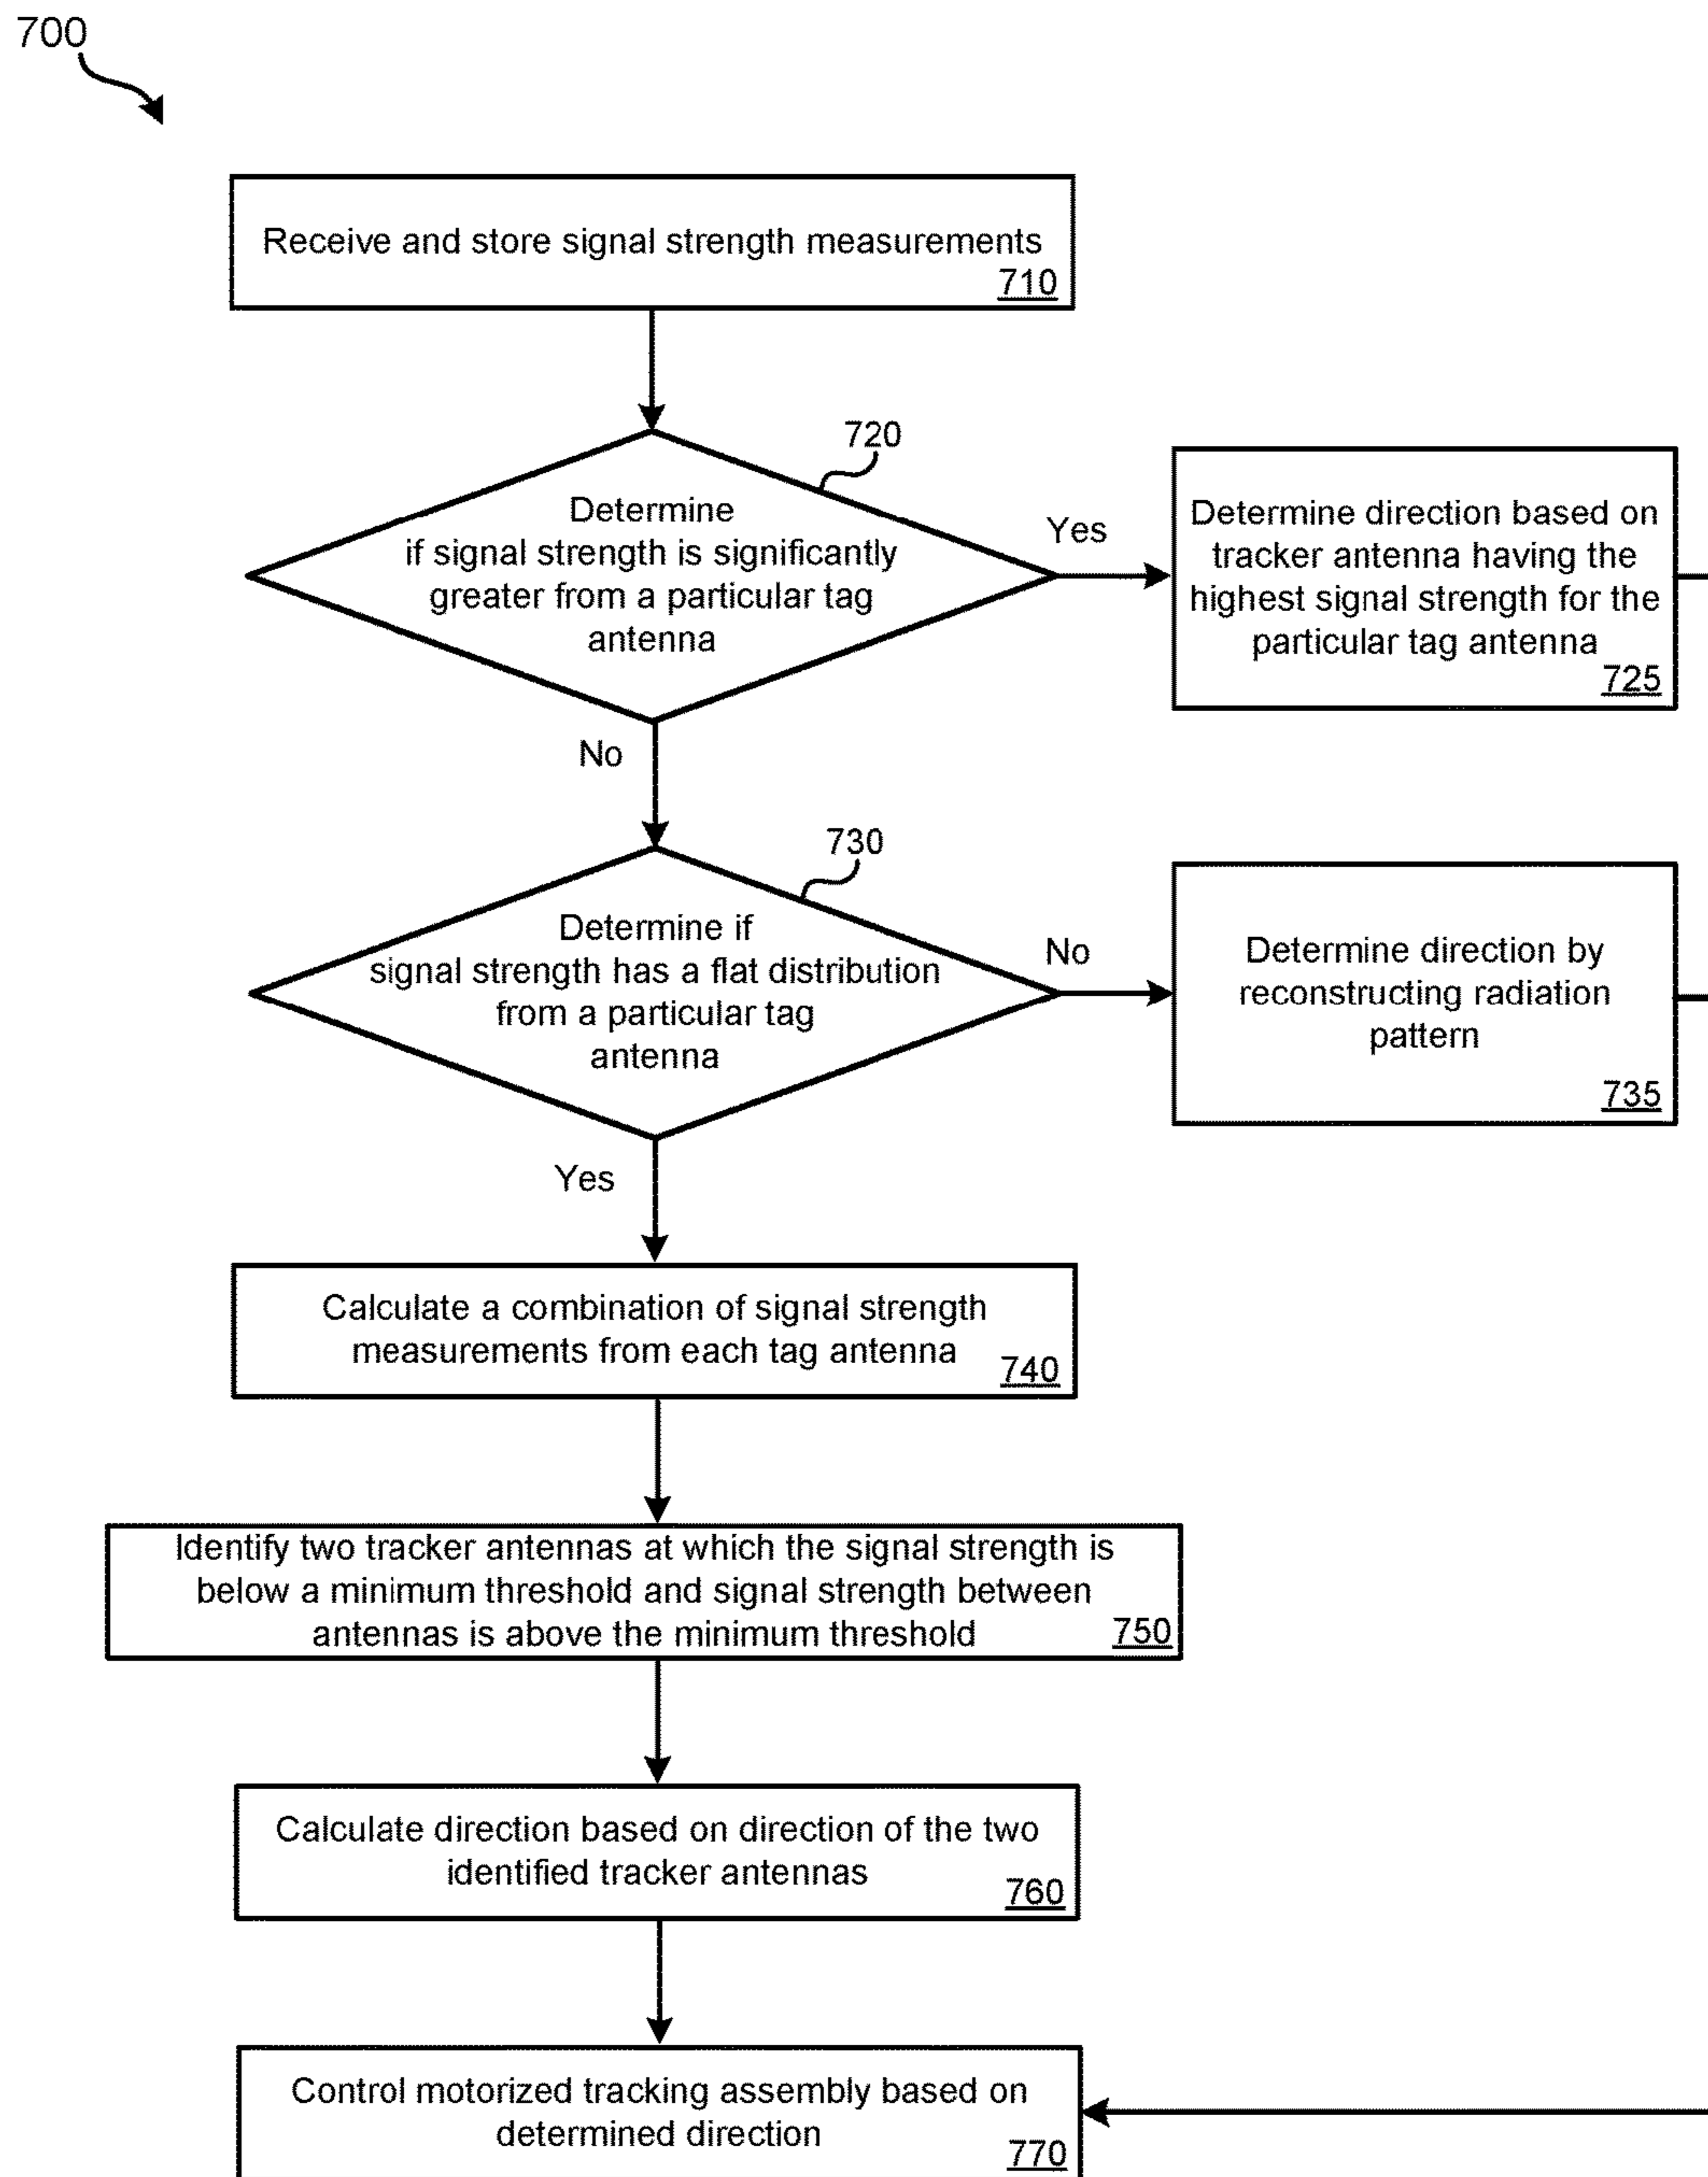 700
Receive and store signal strength measurements
710
720
Determine
if signal strength is significantly
greater from a particular tag
antenna
Yes
Determine direction based on
tracker antenna having the
highest signal strength for the
particular tag antenna
725
No
730
Determine if
signal strength has a flat distribution
from a particular tag
antenna
No
Determine direction by
reconstructing radiation
pattern
735
Yes
Calculate a combination of signal strength
measurements from each tag antenna
740
Identify two tracker antennas at which the signal strength is
below a minimum threshold and signal strength between
antennas is above the minimum threshold
750
Calculate direction based on direction of the two
identified tracker antennas
760
Control motorized tracking assembly based on
determined direction
770